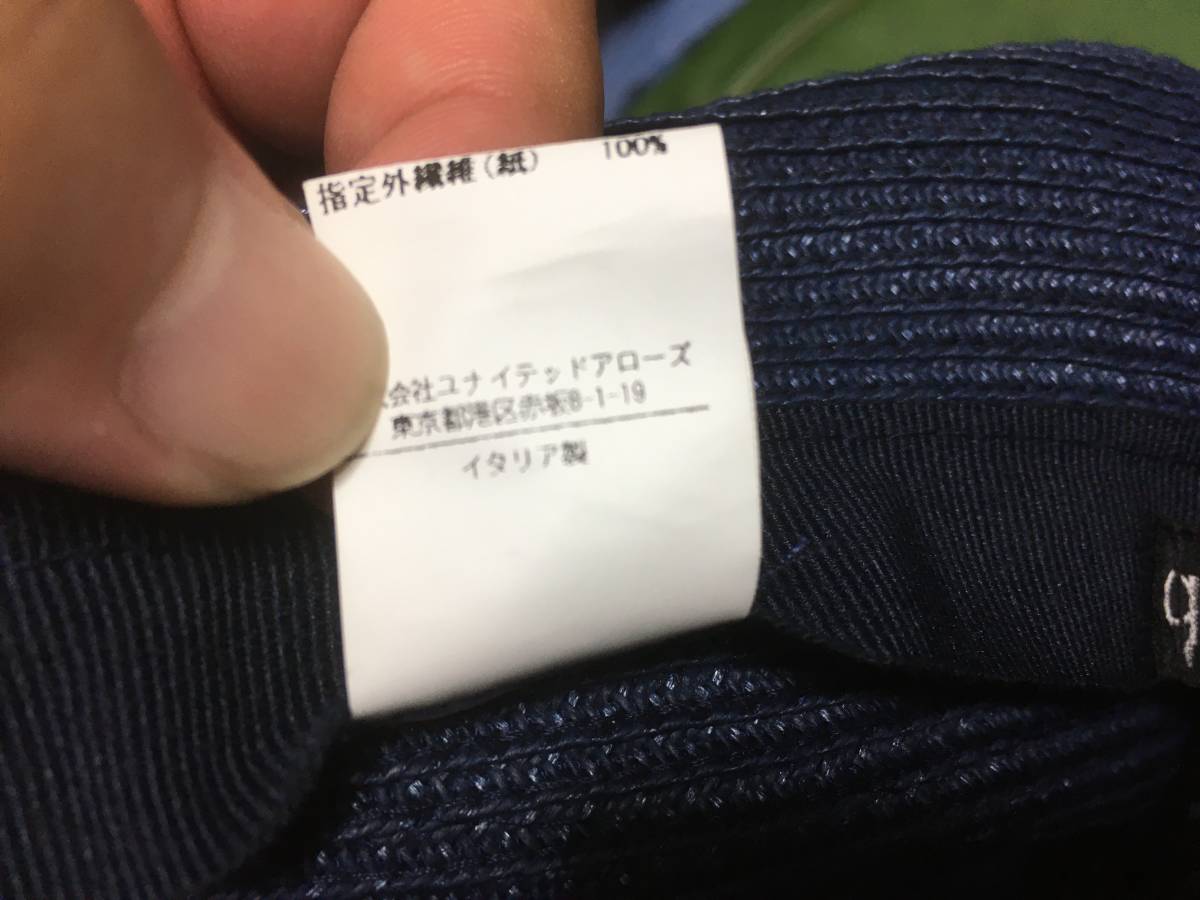 指定外繊維(紙) 100%
会社ユナイテッドアローズ
東京都港区赤坂8-1-19
イタリア製